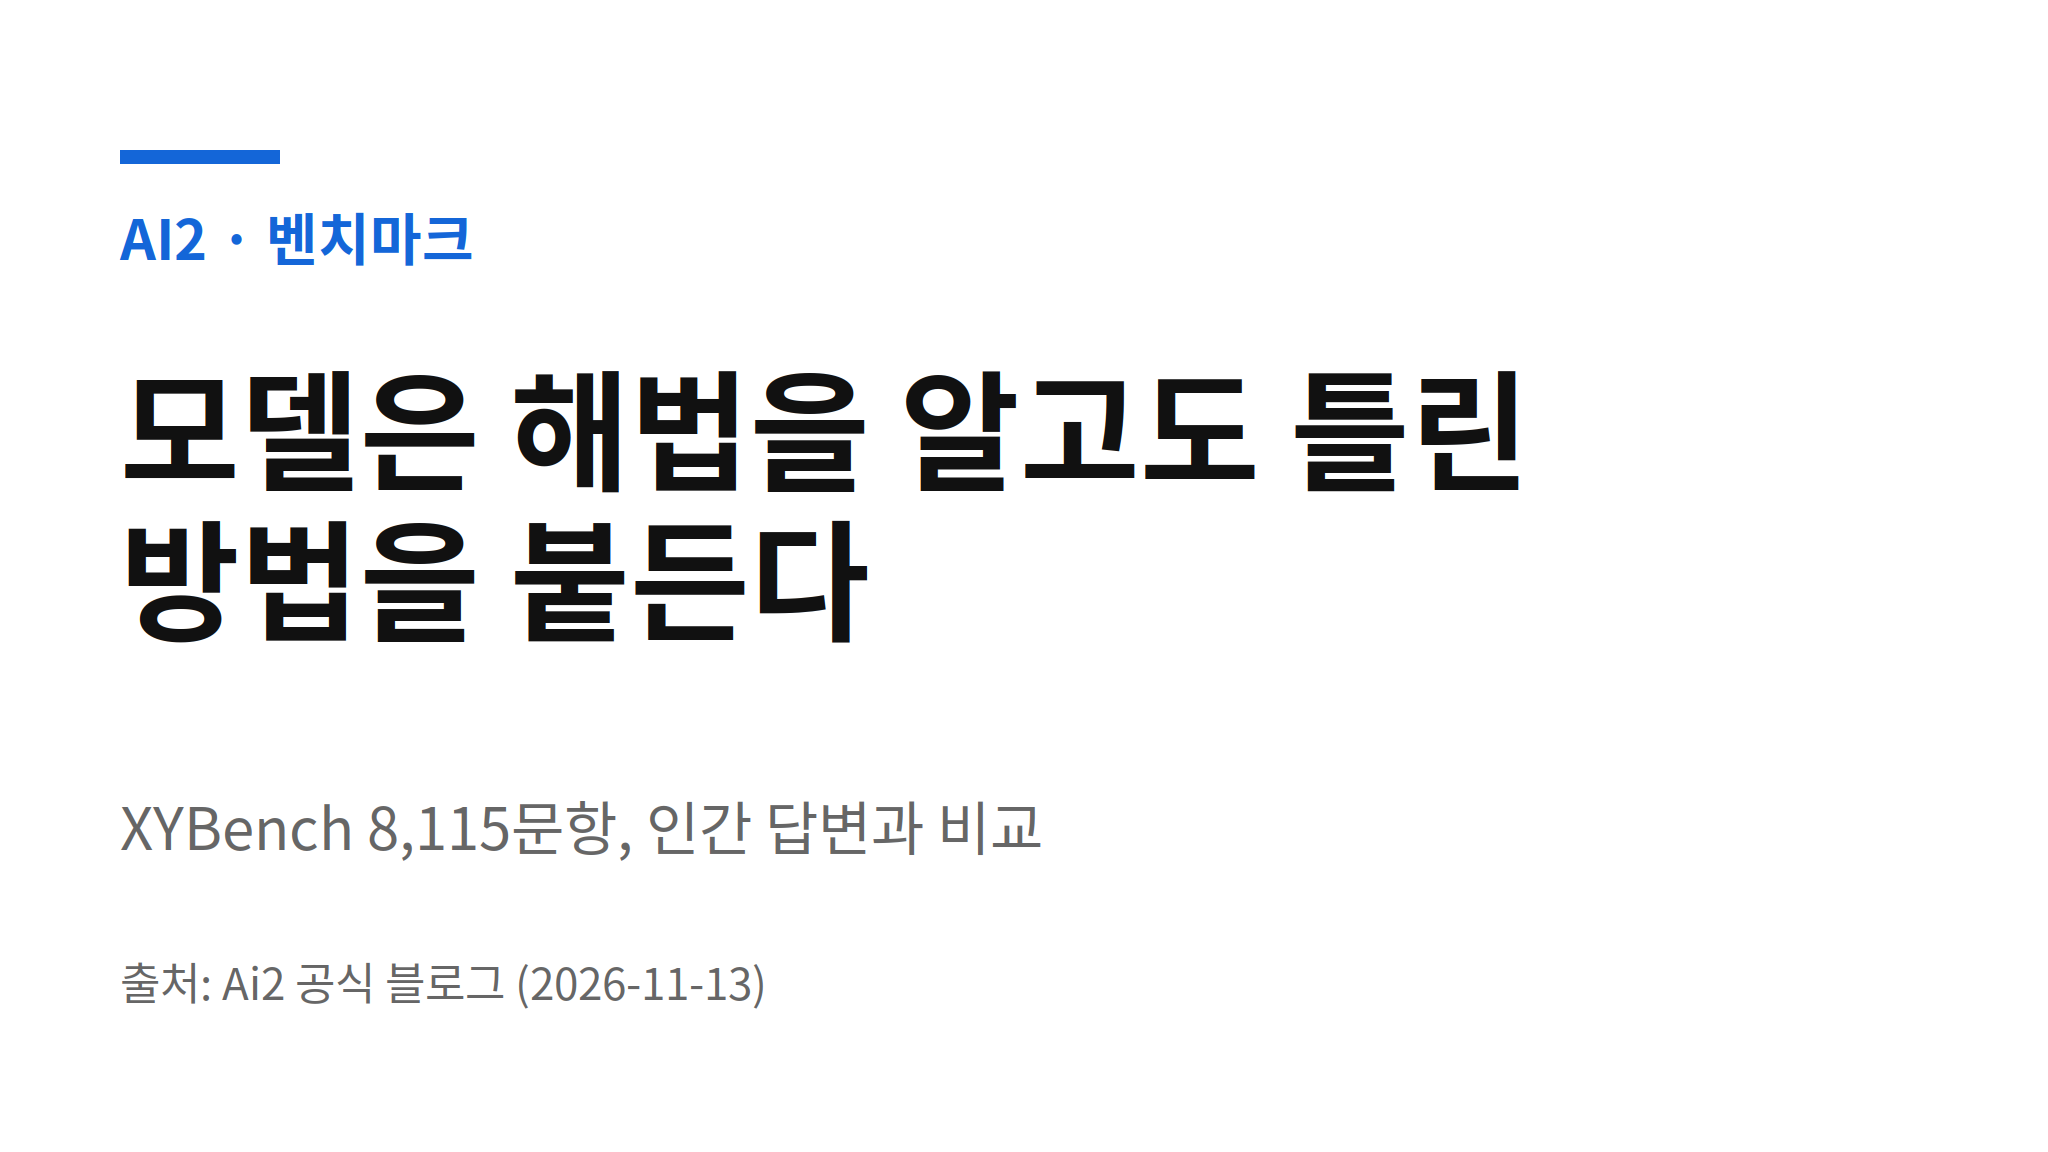 AI2 · 벤치마크
모델은 해법을 알고도 틀린
방법을 붙든다
XYBench 8,115문항, 인간 답변과 비교
출처: Ai2 공식 블로그 (2026-11-13)